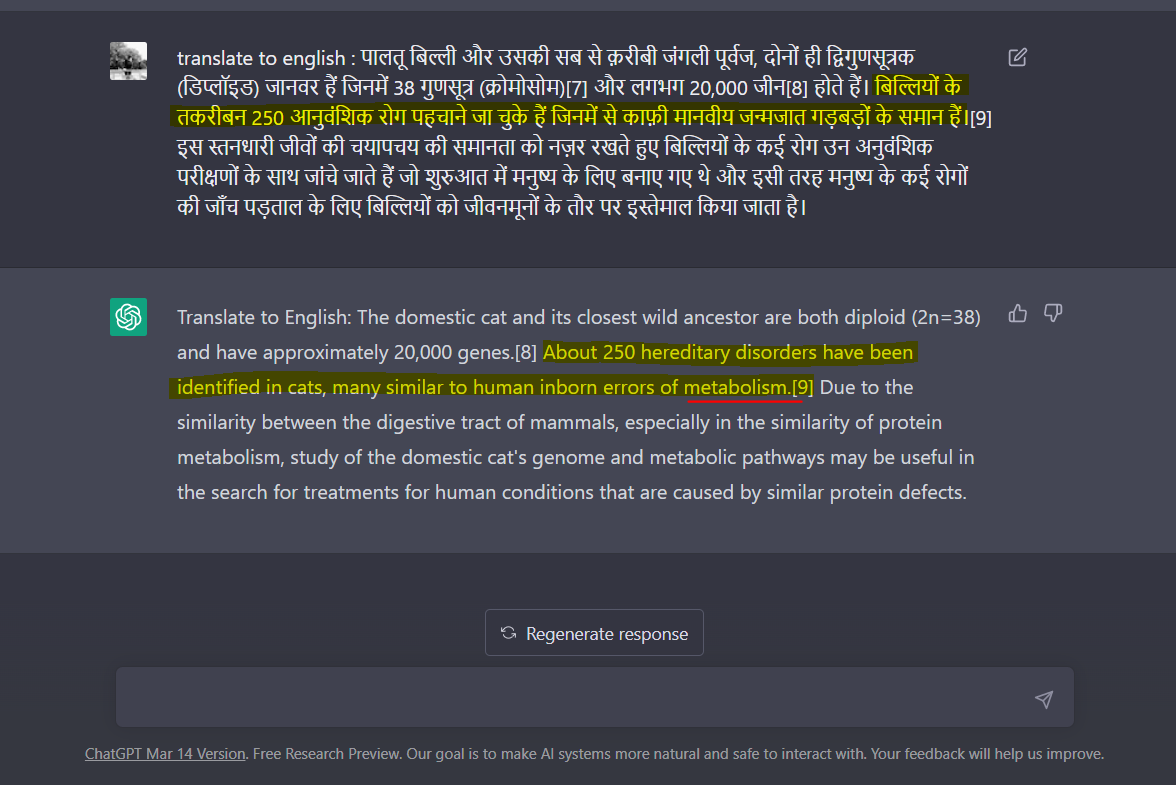 translate to english : पालतू बिल्ली और उसकी सब से क़रीबी जंगली पूर्वज, दोनों ही द्विगुणसूत्रक
(डिप्लॉइड) जानवर हैं जिनमें 38 गुणसूत्र (क्रोमोसोम)[7] और लगभग 20,000 जीन[8] होते हैं। बिल्लियों के
तकरीबन 250 आनुवंशिक रोग पहचाने जा चुके हैं जिनमें से काफ़ी मानवीय जन्मजात गड़बड़ों के समान हैं।[9]
इस स्तनधारी जीवों की चयापचय की समानता को नज़र रखते हुए बिल्लियों के कई रोग उन अनुवंशिक
परीक्षणों के साथ जांचे जाते हैं जो शुरुआत में मनुष्य के लिए बनाए गए थे और इसी तरह मनुष्य के कई रोगों
की जाँच पड़ताल के लिए बिल्लियों को जीवनमूनों के तौर पर इस्तेमाल किया जाता है।
Translate to English: The domestic cat and its closest wild ancestor are both diploid (2n=38)
and have approximately 20,000 genes.[8] About 250 hereditary disorders have been
identified in cats, many similar to human inborn errors of metabolism.[9] Due to the
similarity between the digestive tract of mammals, especially in the similarity of protein
metabolism, study of the domestic cat's genome and metabolic pathways may be useful in
the search for treatments for human conditions that are caused by similar protein defects.
Regenerate response
ChatGPT Mar 14 Version. Free Research Preview. Our goal is to make AI systems more natural and safe to interact with. Your feedback will help us improve.